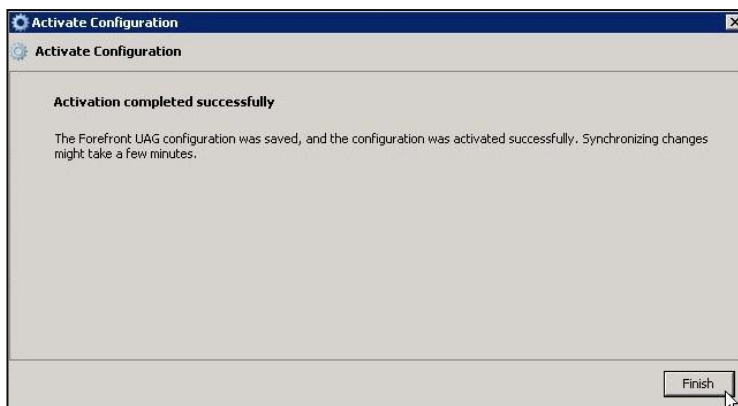 Activate Configuration
Activate Configuration
Activation completed successfully
The Forefront UAG configuration was saved, and the configuration was activated successfully. Synchronizing changes
might take a few minutes.
Finish